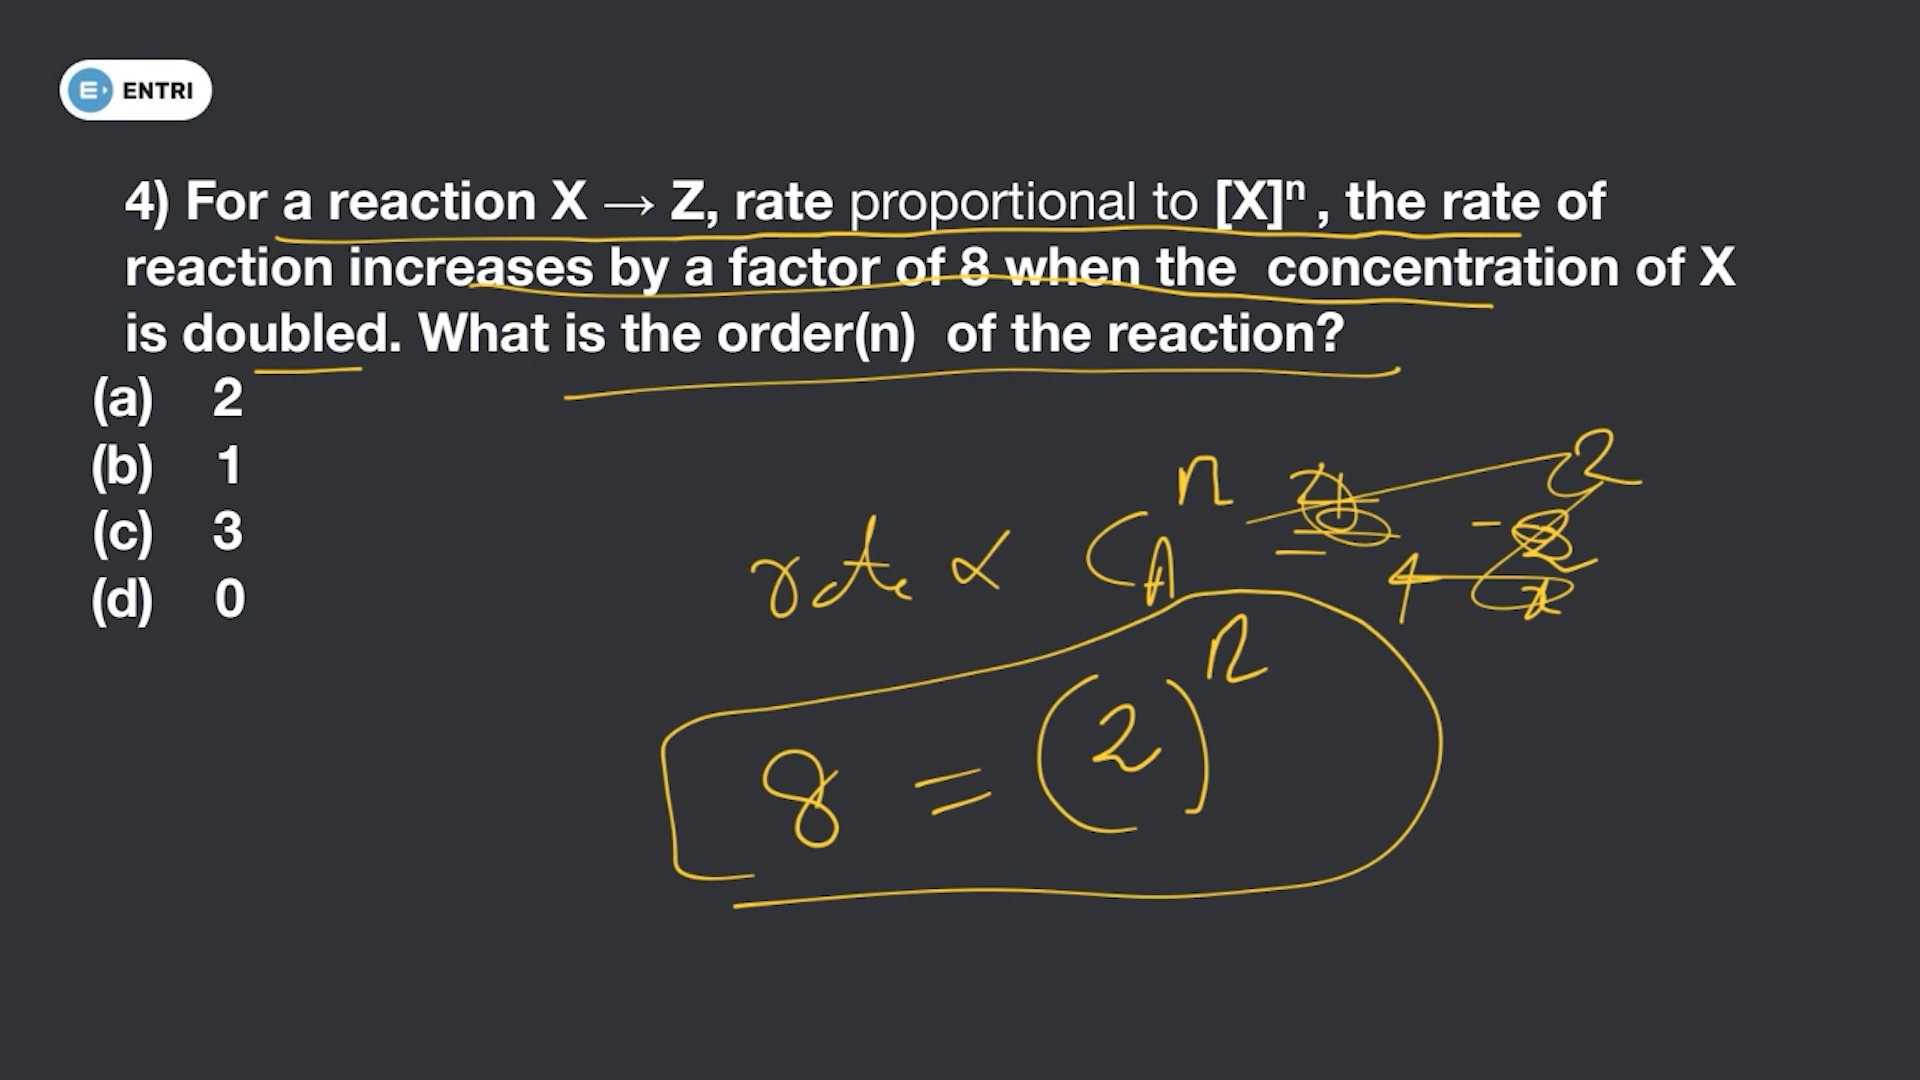 ENTRI
4) For a reaction X → Z, rate proportional to [X]ⁿ , the rate of
reaction increases by a factor of 8 when the concentration of X
is doubled. What is the order(n) of the reaction?
(a) 2
(b) 1
(c) 3
(d) 0
rate ∝ C_A^n
8 = (2)^n